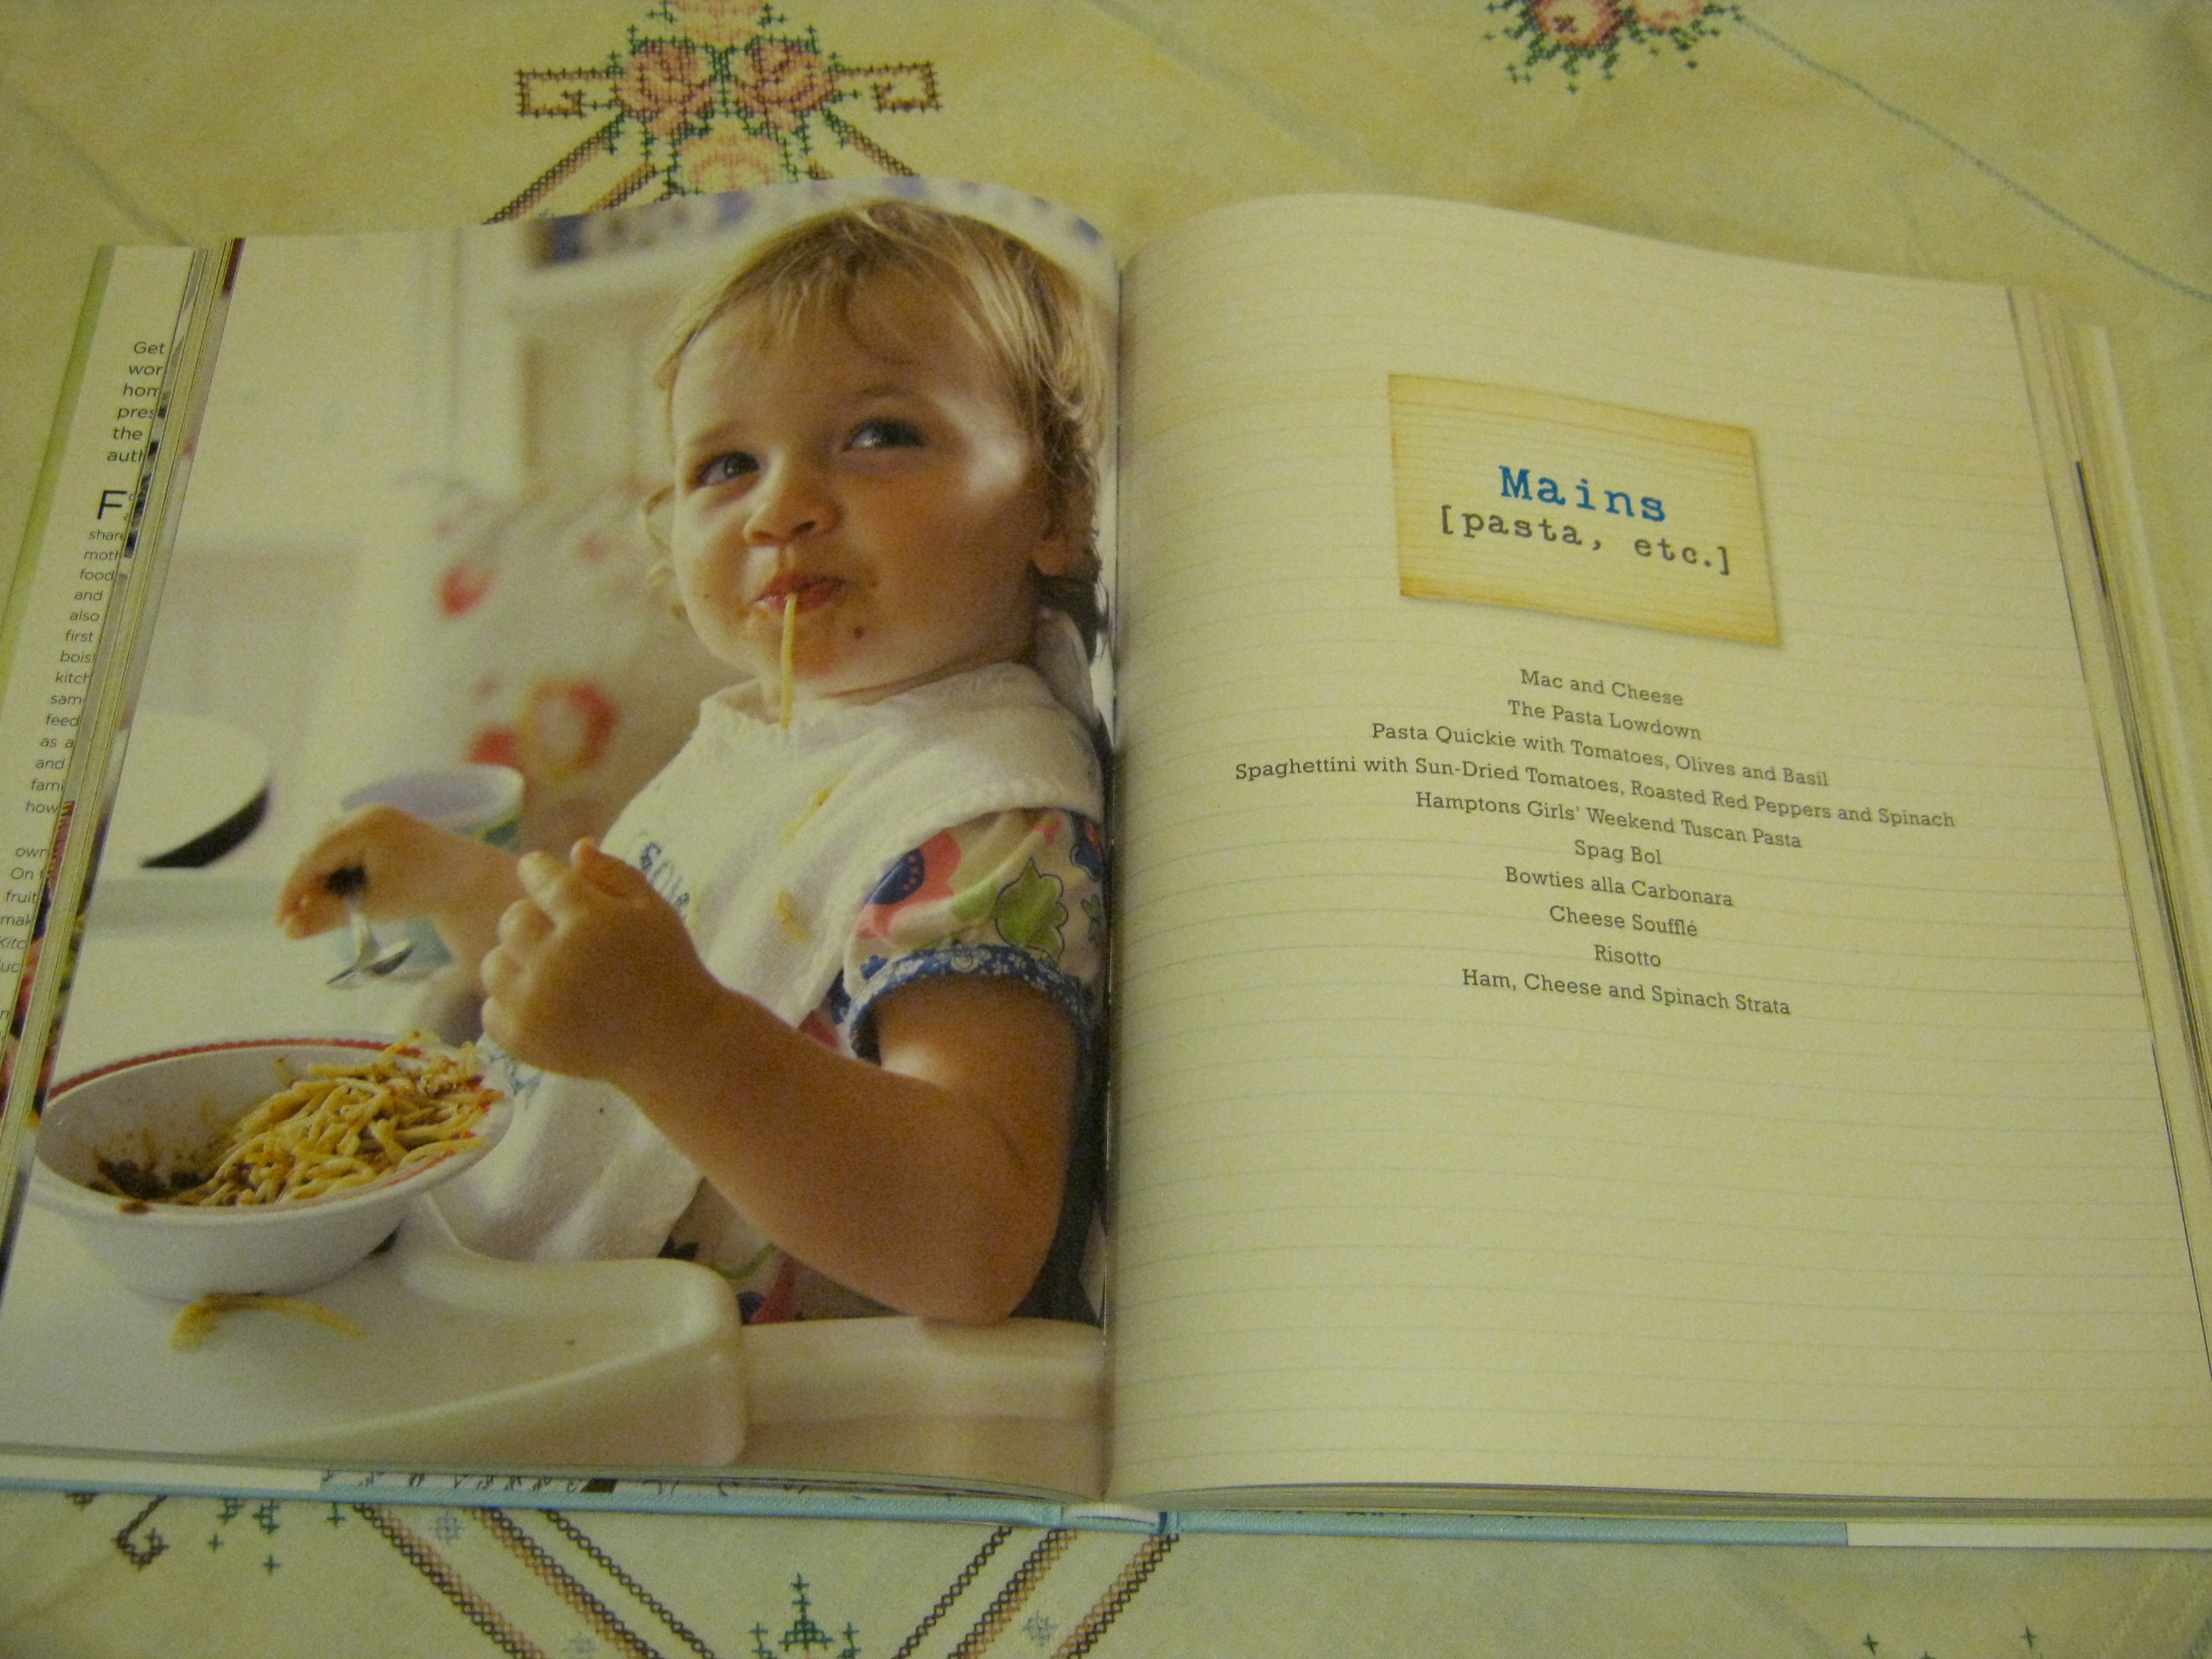 Get
wor
hom
pres
the
auth
F
share
moth
food
and
also
first
bois
kitch
sam
feed
as a
and
fami
how
own
On
fruit
mak
Kitc
luc
Mains
[pasta, etc.]
Mac and Cheese
The Pasta Lowdown
Pasta Quickie with Tomatoes, Olives and Basil
Spaghettini with Sun-Dried Tomatoes, Roasted Red Peppers and Spinach
Hamptons Girls' Weekend Tuscan Pasta
Spag Bol
Bowties alla Carbonara
Cheese Soufflé
Risotto
Ham, Cheese and Spinach Strata